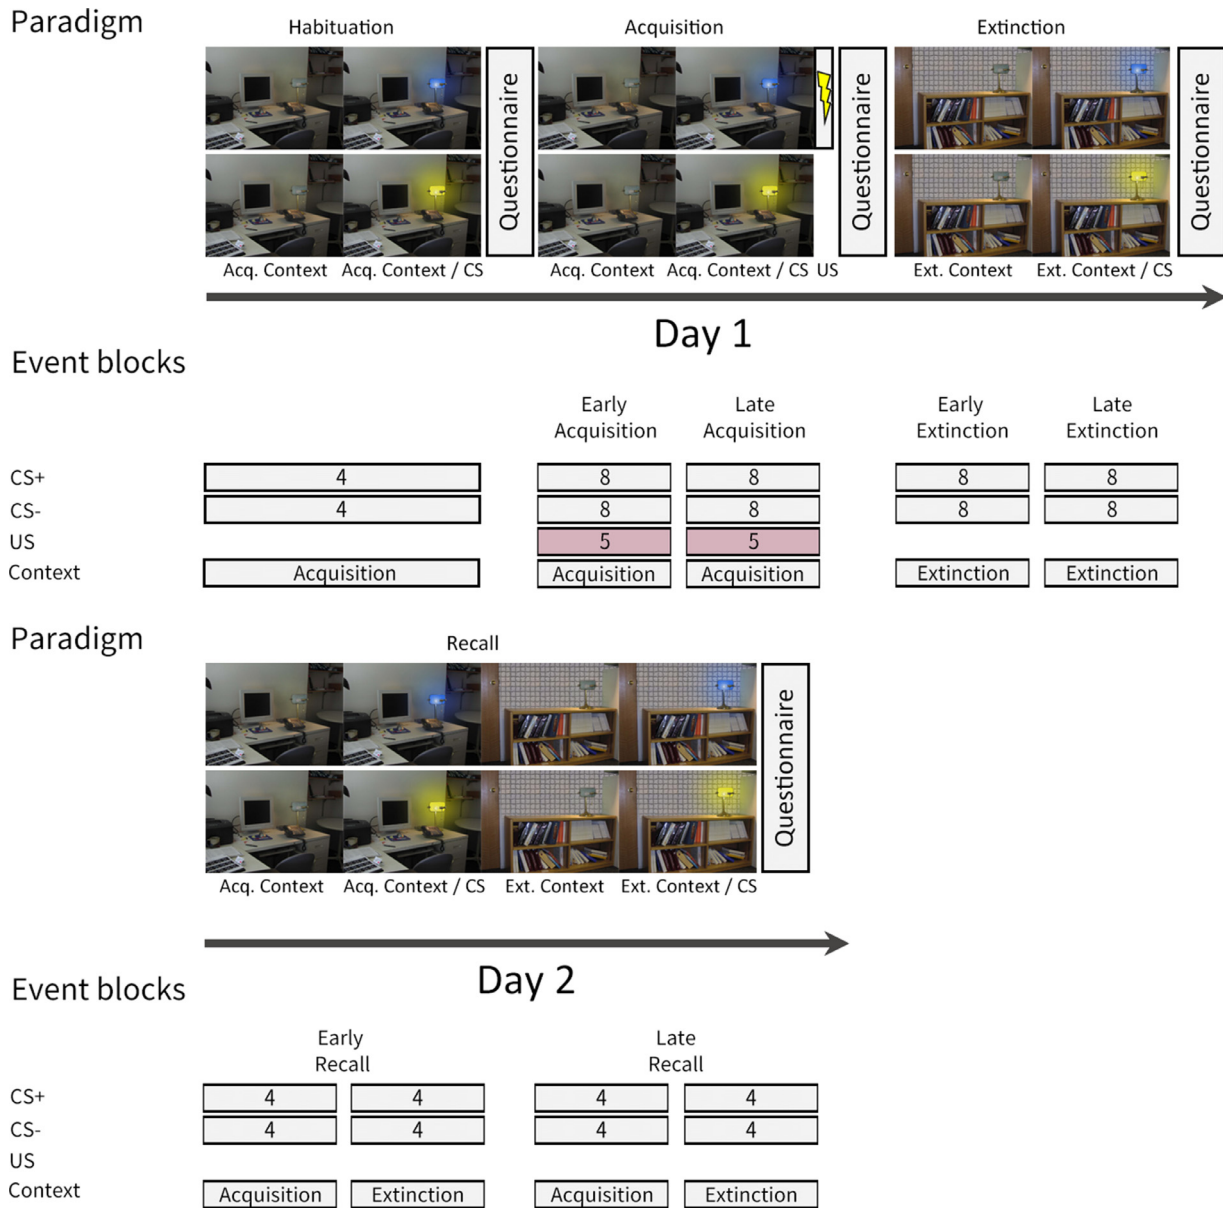 Paradigm
Habituation Acquisition Extinction
Questionnaire Questionnaire Questionnaire
Acq. Context Acq. Context / CS Acq. Context Acq. Context / CS US Ext. Context Ext. Context / CS
Day 1
Event blocks
Early Late Early Late
Acquisition Acquisition Extinction Extinction
CS+ 4 8 8 8 8
CS- 4 8 8 8 8
US 5 5
Context Acquisition Acquisition Acquisition Extinction Extinction
Paradigm
Recall
Questionnaire
Acq. Context Acq. Context / CS Ext. Context Ext. Context / CS
Day 2
Event blocks
Early Late
Recall Recall
CS+ 4 4 4 4
CS- 4 4 4 4
US
Context Acquisition Extinction Acquisition Extinction